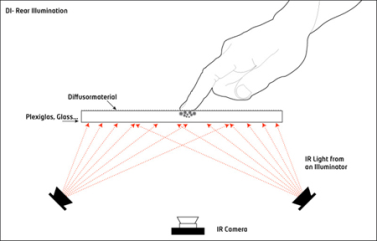 DI- Rear Illumination
Diffusormaterial
Plexiglas, Glass...
IR Light from
an Illuminator
IR Camera